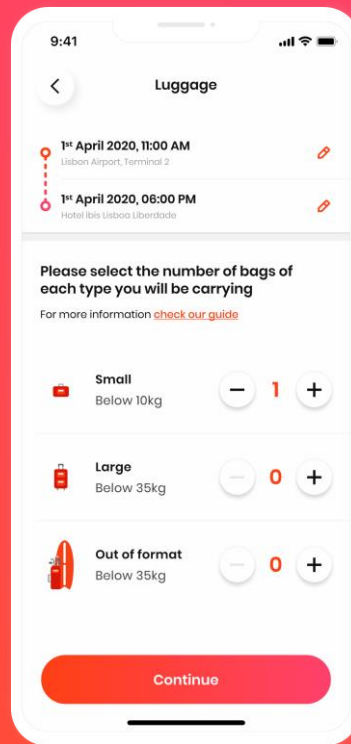 9:41
Luggage
1st April 2020, 11:00 AM
Lisbon Airport, Terminal 2
1st April 2020, 06:00 PM
Hotel ibis Lisboa Liberdade
Please select the number of bags of
each type you will be carrying
For more information check our guide
Small
Below 10kg
− 1 +
Large
Below 35kg
− 0 +
Out of format
Below 35kg
− 0 +
Continue